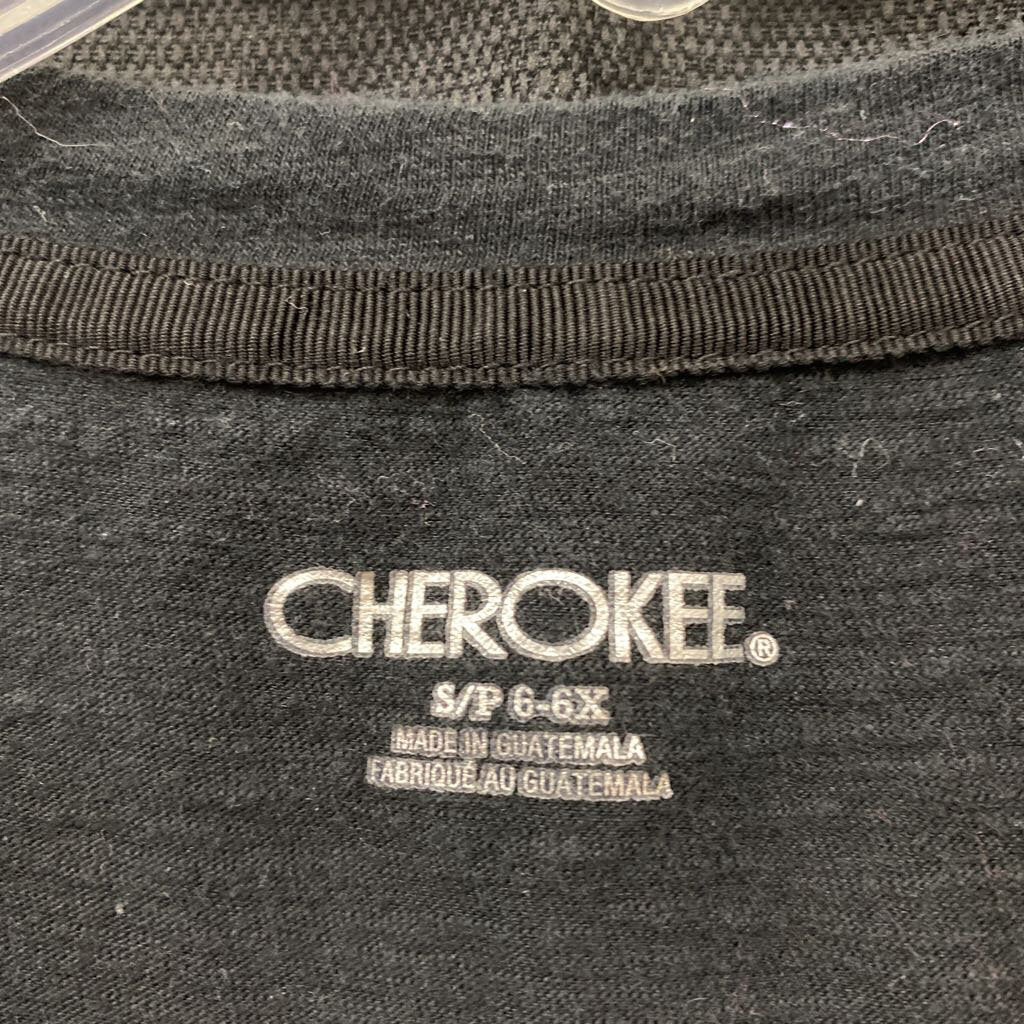 CHEROKEE®
S/P 6-6X
MADE IN GUATEMALA
FABRIQUÉ AU GUATEMALA